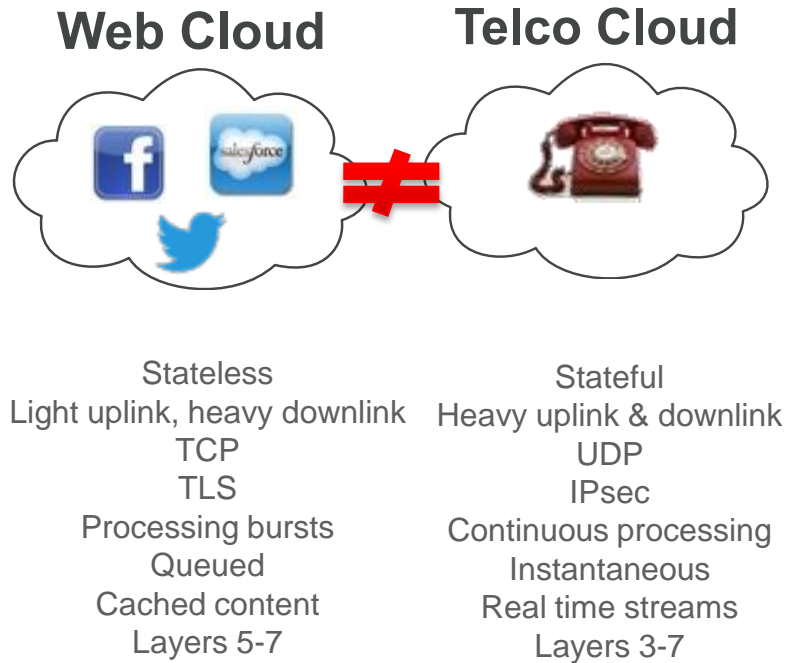 Web Cloud
Telco Cloud
f
salesforce
≠
Stateless
Light uplink, heavy downlink
TCP
TLS
Processing bursts
Queued
Cached content
Layers 5-7
Stateful
Heavy uplink & downlink
UDP
IPsec
Continuous processing
Instantaneous
Real time streams
Layers 3-7